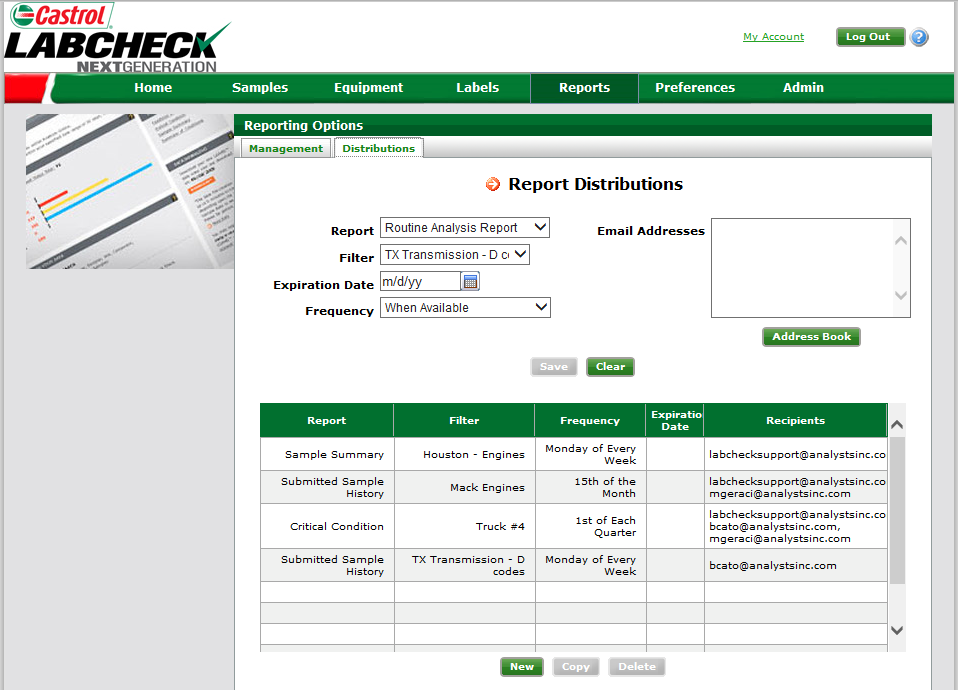 Castrol
LABCHECK
NEXTGENERATION
My Account
Log Out
?
Home Samples Equipment Labels Reports Preferences Admin
Reporting Options
Management Distributions
Report Distributions
Report Routine Analysis Report
Email Addresses
Filter TX Transmission - D co
Expiration Date m/d/yy
Frequency When Available
Address Book
Save Clear
Report Filter Frequency Expiratio Date Recipients
Sample Summary Houston - Engines Monday of Every Week labchecksupport@analystsinc.co
Submitted Sample History Mack Engines 15th of the Month labchecksupport@analystsinc.co
mgeraci@analystsinc.com
Critical Condition Truck #4 1st of Each Quarter labchecksupport@analystsinc.co
bcato@analystsinc.com,
mgeraci@analystsinc.com
Submitted Sample History TX Transmission - D codes Monday of Every Week bcato@analystsinc.com
New Copy Delete